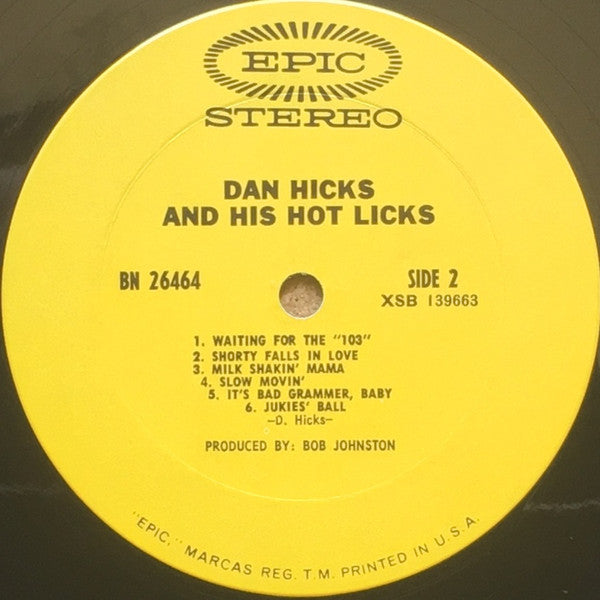 EPIC
STEREO
DAN HICKS
AND HIS HOT LICKS
BN 26464
SIDE 2
XSB 139663
1. WAITING FOR THE "103"
2. SHORTY FALLS IN LOVE
3. MILK SHAKIN' MAMA
4. SLOW MOVIN'
5. IT'S BAD GRAMMER, BABY
6. JUKIES' BALL
—D. Hicks—
PRODUCED BY: BOB JOHNSTON
"EPIC," MARCAS REG. T.M. PRINTED IN U.S.A.